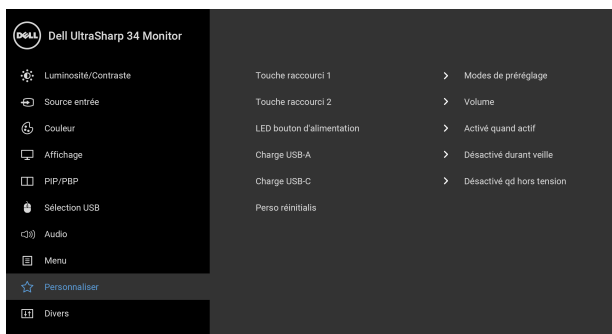 DELL Dell UltraSharp 34 Monitor
Luminosité/Contraste
Source entrée
Couleur
Affichage
PIP/PBP
Sélection USB
Audio
Menu
Personnaliser
Divers
Touche raccourci 1 > Modes de préréglage
Touche raccourci 2 > Volume
LED bouton d'alimentation > Activé quand actif
Charge USB-A > Désactivé durant veille
Charge USB-C > Désactivé qd hors tension
Perso réinitialis